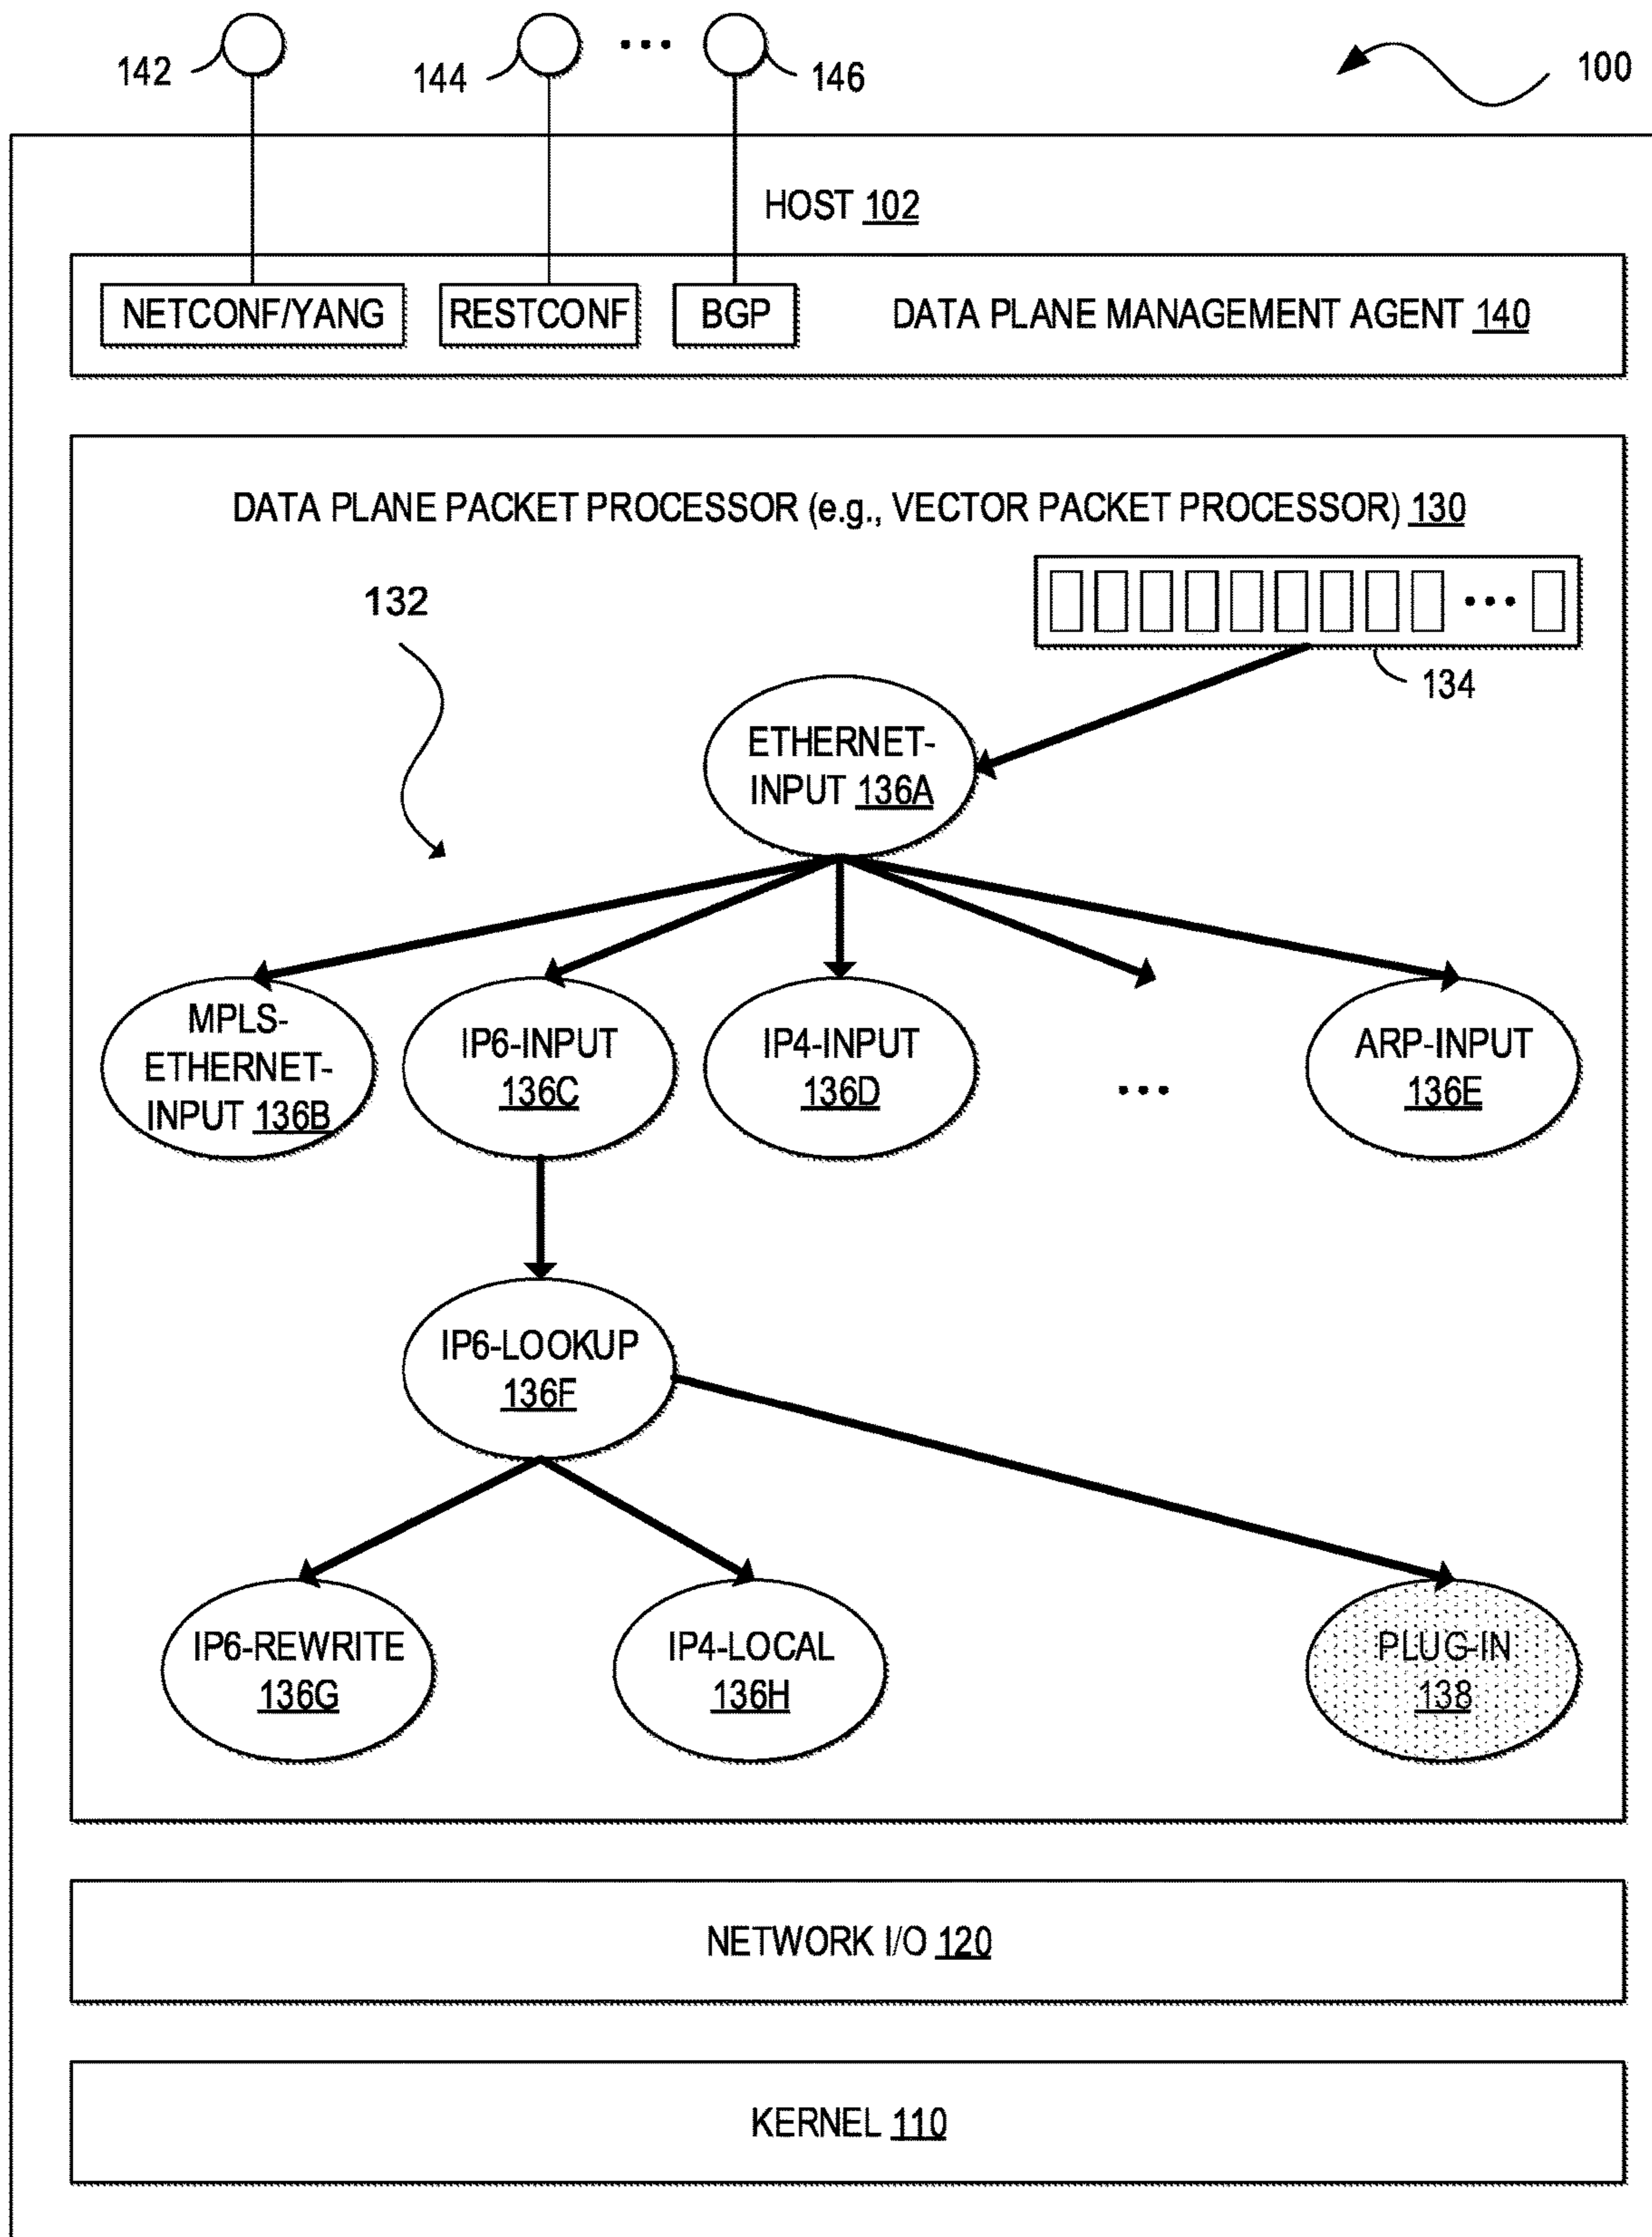 142
144
...
146
100
HOST 102
NETCONF/YANG
RESTCONF
BGP
DATA PLANE MANAGEMENT AGENT 140
DATA PLANE PACKET PROCESSOR (e.g., VECTOR PACKET PROCESSOR) 130
132
...
134
ETHERNET-
INPUT 136A
MPLS-
ETHERNET-
INPUT 136B
IP6-INPUT
136C
IP4-INPUT
136D
...
ARP-INPUT
136E
IP6-LOOKUP
136F
IP6-REWRITE
136G
IP4-LOCAL
136H
PLUG-IN
138
NETWORK I/O 120
KERNEL 110